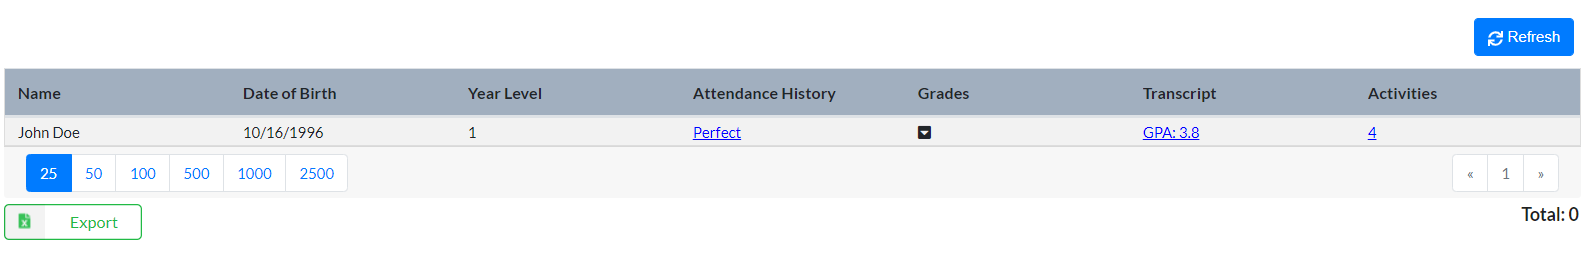 Refresh
Name Date of Birth Year Level Attendance History Grades Transcript Activities
John Doe 10/16/1996 1 Perfect GPA: 3.8 4
25 50 100 500 1000 2500 « 1 »
Export Total: 0